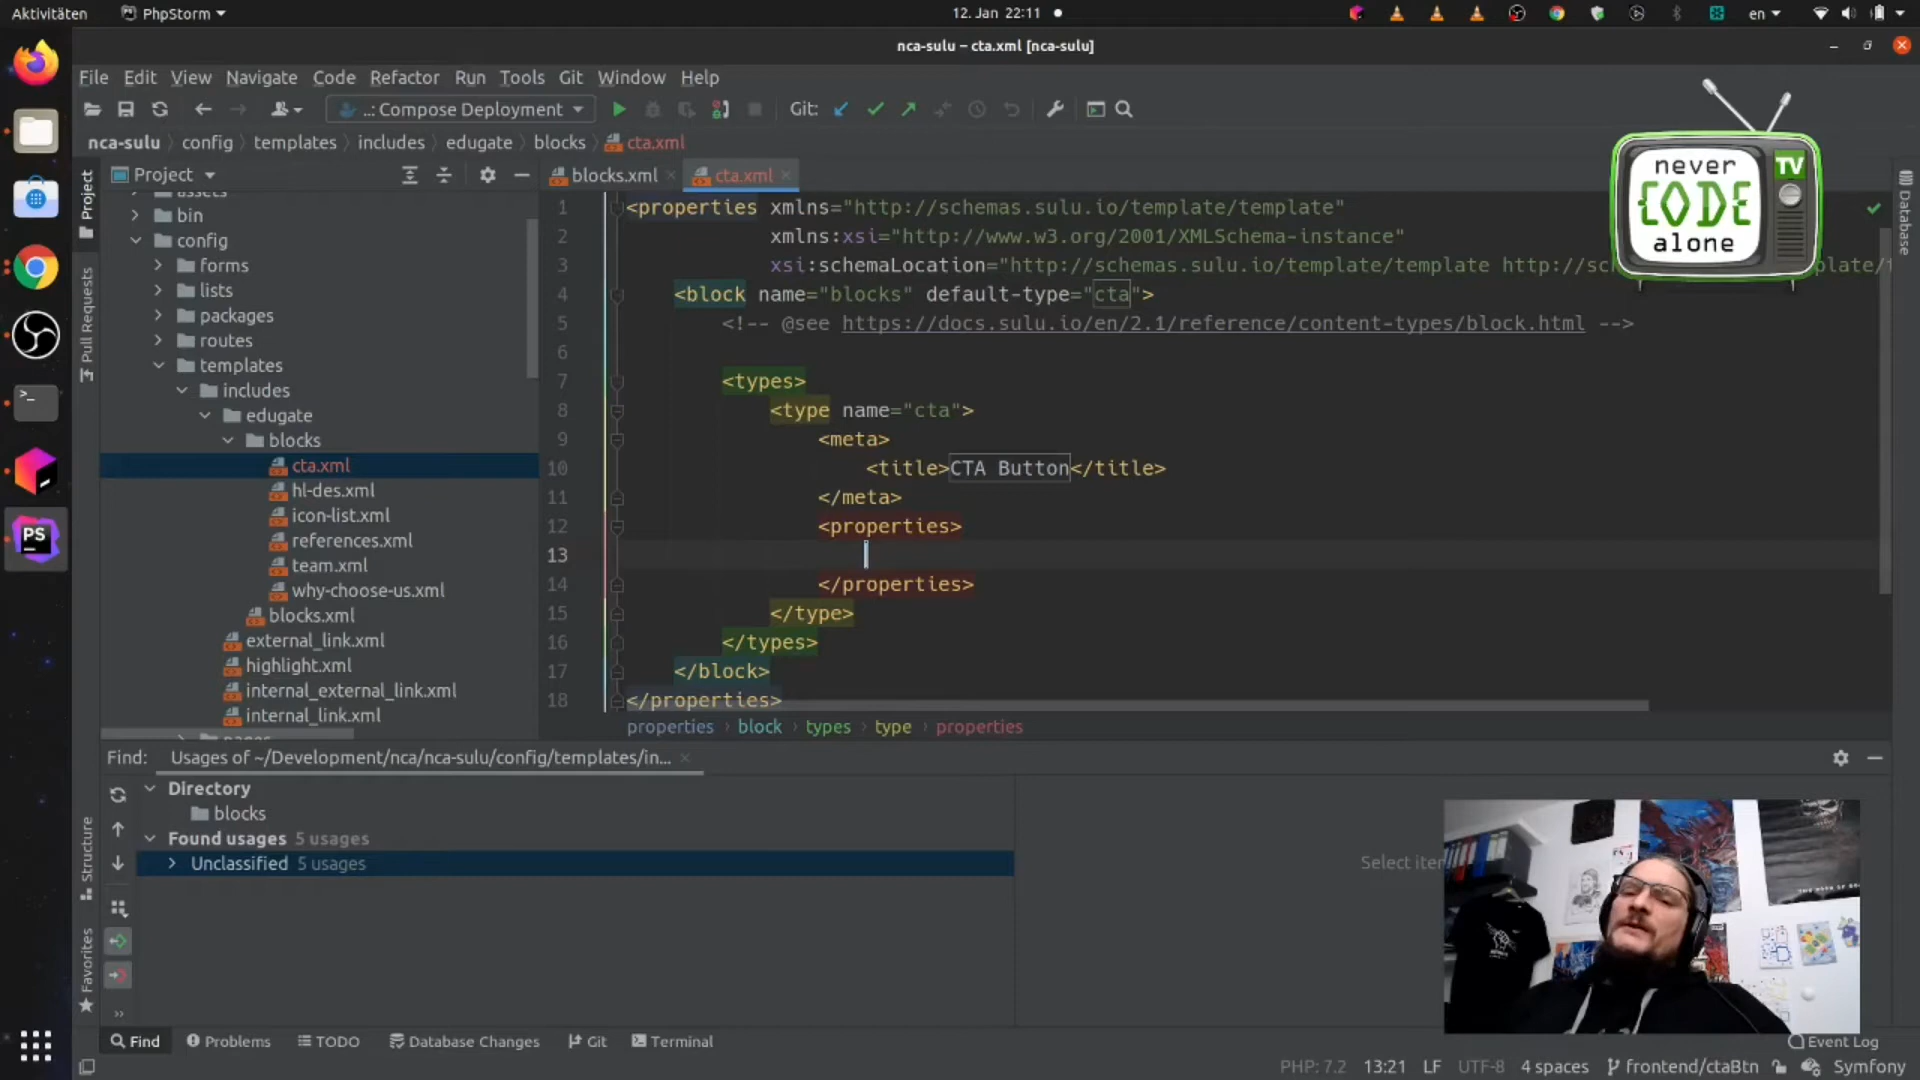 Aktivitäten
PhpStorm
12. Jan 22:11
en
nca-sulu – cta.xml [nca-sulu]
File Edit View Navigate Code Refactor Run Tools Git Window Help
..: Compose Deployment
Git:
nca-sulu config templates includes edugate blocks cta.xml
Project
blocks.xml
cta.xml
never
CODE
alone
TV
Project
Pull Requests
Structure
Favorites
Database
assets
bin
config
forms
lists
packages
routes
templates
includes
edugate
blocks
cta.xml
hl-des.xml
icon-list.xml
references.xml
team.xml
why-choose-us.xml
blocks.xml
external_link.xml
highlight.xml
internal_external_link.xml
internal_link.xml
PS
1 <properties xmlns="http://schemas.sulu.io/template/template"
2 xmlns:xsi="http://www.w3.org/2001/XMLSchema-instance"
3 xsi:schemaLocation="http://schemas.sulu.io/template/template http://sc
4 <block name="blocks" default-type="cta">
5 <!-- @see https://docs.sulu.io/en/2.1/reference/content-types/block.html -->
6
7 <types>
8 <type name="cta">
9 <meta>
10 <title>CTA Button</title>
11 </meta>
12 <properties>
13
14 </properties>
15 </type>
16 </types>
17 </block>
18 </properties>
properties block types type properties
Find: Usages of ~/Development/nca/nca-sulu/config/templates/in...
Directory
blocks
Found usages 5 usages
Unclassified 5 usages
Select iter
Find Problems TODO Database Changes Git Terminal Event Log
PHP: 7.2 13:21 LF UTF-8 4 spaces frontend/ctaBtn Symfony